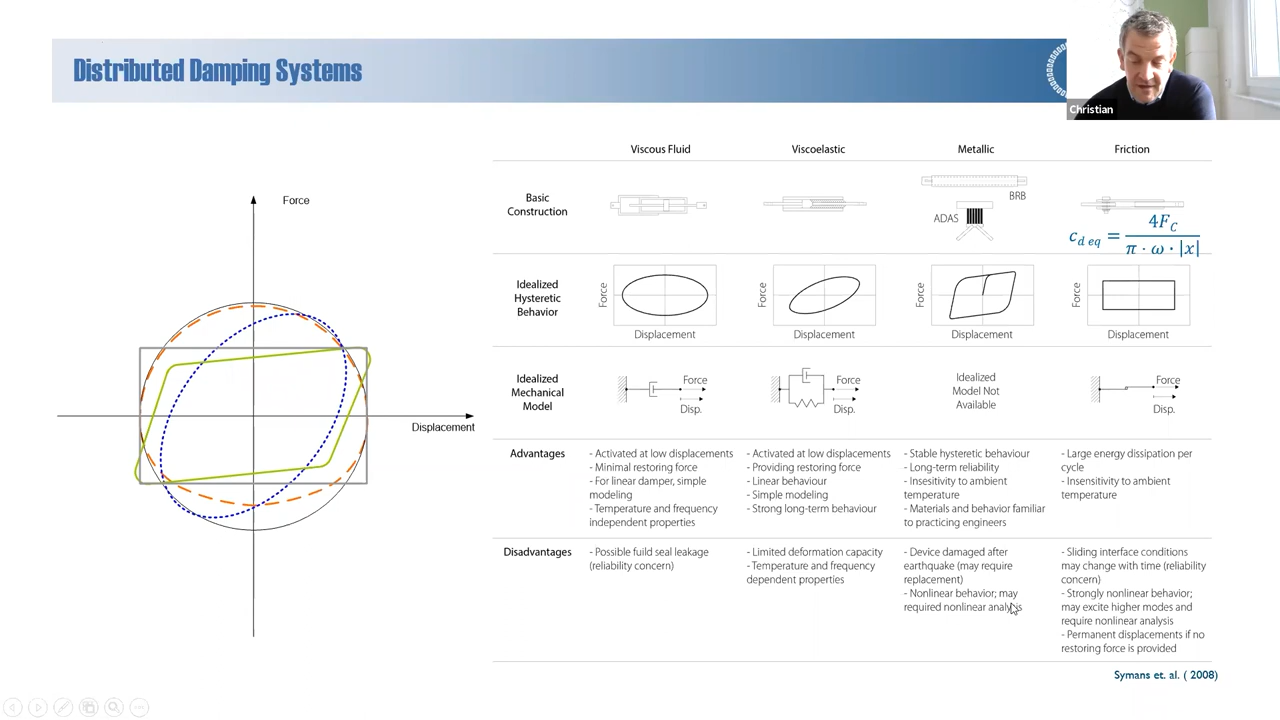 Distributed Damping Systems
Christian
Force
Displacement
Viscous Fluid
Viscoelastic
Metallic
Friction
Basic
Construction
BRB
ADAS
c_{d eq} = \frac{4F_C}{π · ω · |x|}
Idealized
Hysteretic
Behavior
Force
Displacement
Force
Displacement
Force
Displacement
Force
Displacement
Idealized
Mechanical
Model
Force
Disp.
Force
Disp.
Idealized
Model Not
Available
Force
Disp.
Advantages
- Activated at low displacements
- Minimal restoring force
- For linear damper, simple
modeling
- Temperature and frequency
independent properties
- Activated at low displacements
- Providing restoring force
- Linear behaviour
- Simple modeling
- Strong long-term behaviour
- Stable hysteretic behaviour
- Long-term reliability
- Insesitivity to ambient
temperature
- Materials and behavior familiar
to practicing engineers
- Large energy dissipation per
cycle
- Insensitivity to ambient
temperature
Disadvantages
- Possible fuild seal leakage
(reliability concern)
- Limited deformation capacity
- Temperature and frequency
dependent properties
- Device damaged after
earthquake (may require
replacement)
- Nonlinear behavior; may
required nonlinear analysis
- Sliding interface conditions
may change with time (reliability
concern)
- Strongly nonlinear behavior;
may excite higher modes and
require nonlinear analysis
- Permanent displacements if no
restoring force is provided
Symans et. al. ( 2008)